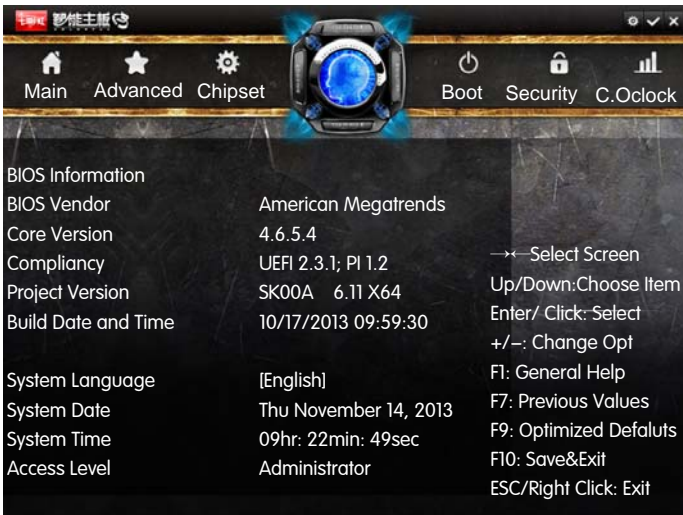 七彩虹 智能主板
Main Advanced Chipset Boot Security C.Oclock
BIOS Information
BIOS Vendor American Megatrends
Core Version 4.6.5.4
Compliancy UEFI 2.3.1; PI 1.2
Project Version SK00A 6.11 X64
Build Date and Time 10/17/2013 09:59:30
System Language [English]
System Date Thu November 14, 2013
System Time 09hr: 22min: 49sec
Access Level Administrator
→←Select Screen
Up/Down:Choose Item
Enter/ Click: Select
+/–: Change Opt
F1: General Help
F7: Previous Values
F9: Optimized Defaluts
F10: Save&Exit
ESC/Right Click: Exit